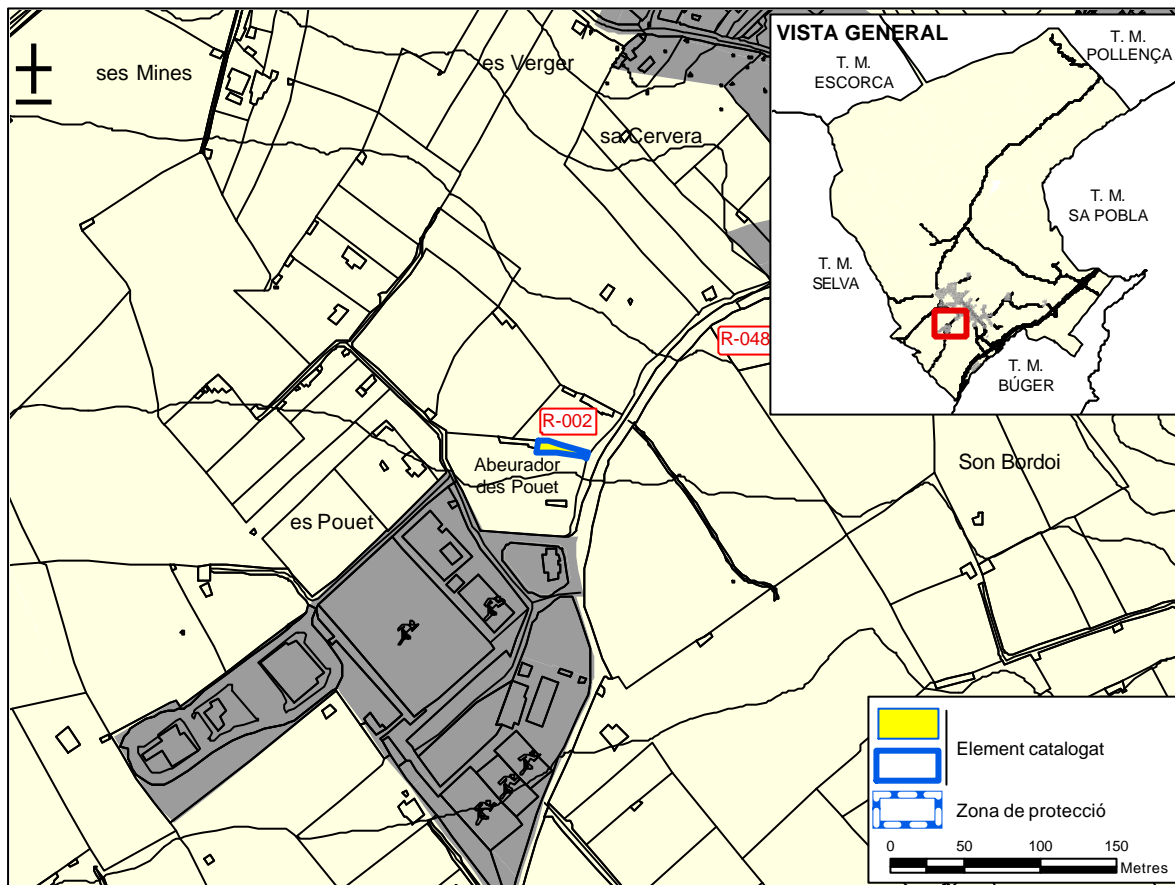 ses Mines
es Verger
sa Cervera
VISTA GENERAL
T. M.
ESCORCA
T. M.
POLLENÇA
T. M.
SA POBLA
T. M.
SELVA
T. M.
BÚGER
R-048
R-002
Abeurador
des Pouet
es Pouet
Son Bordoi
Element catalogat
Zona de protecció
0 50 100 150
Metres